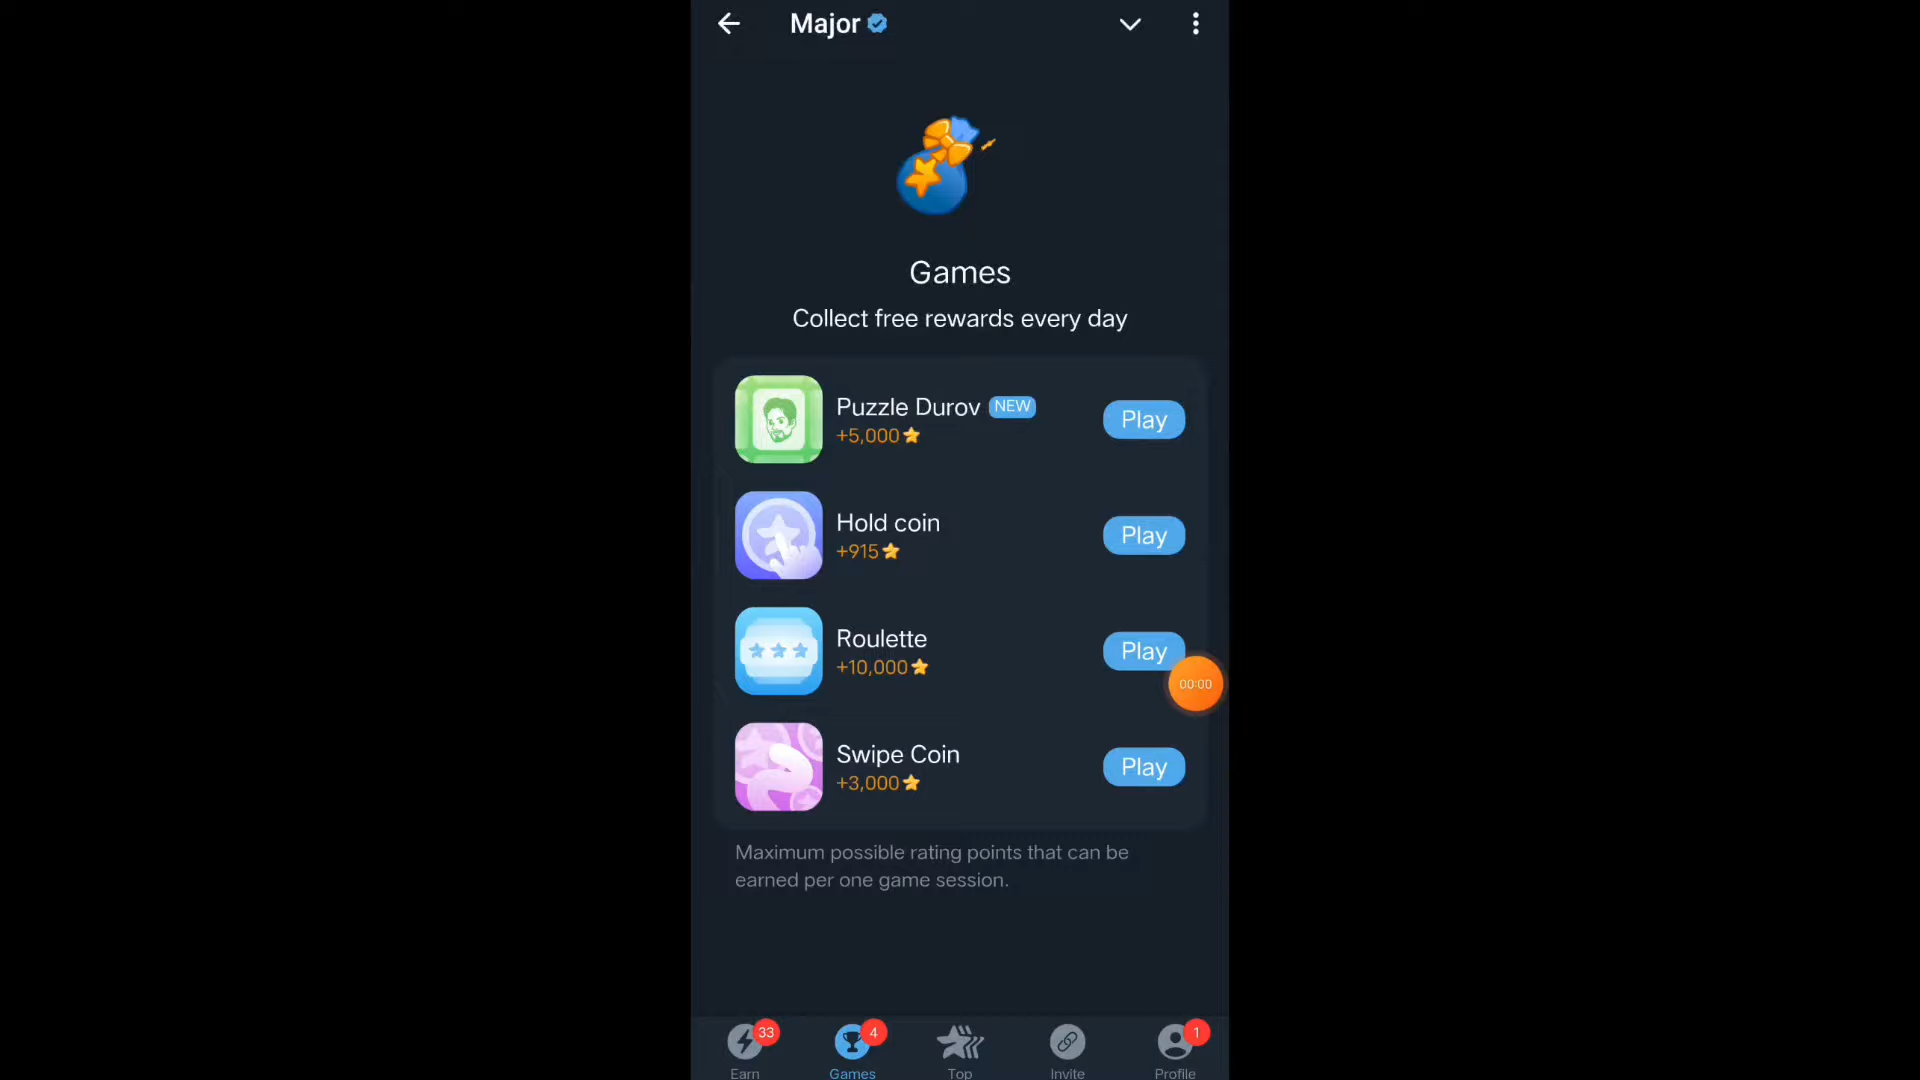 Major
Games
Collect free rewards every day
Puzzle Durov NEW
+5,000
Play
Hold coin
+915
Play
Roulette
+10,000
Play
00:00
Swipe Coin
+3,000
Play
Maximum possible rating points that can be
earned per one game session.
33 4 1
Earn Games Top Invite Profile